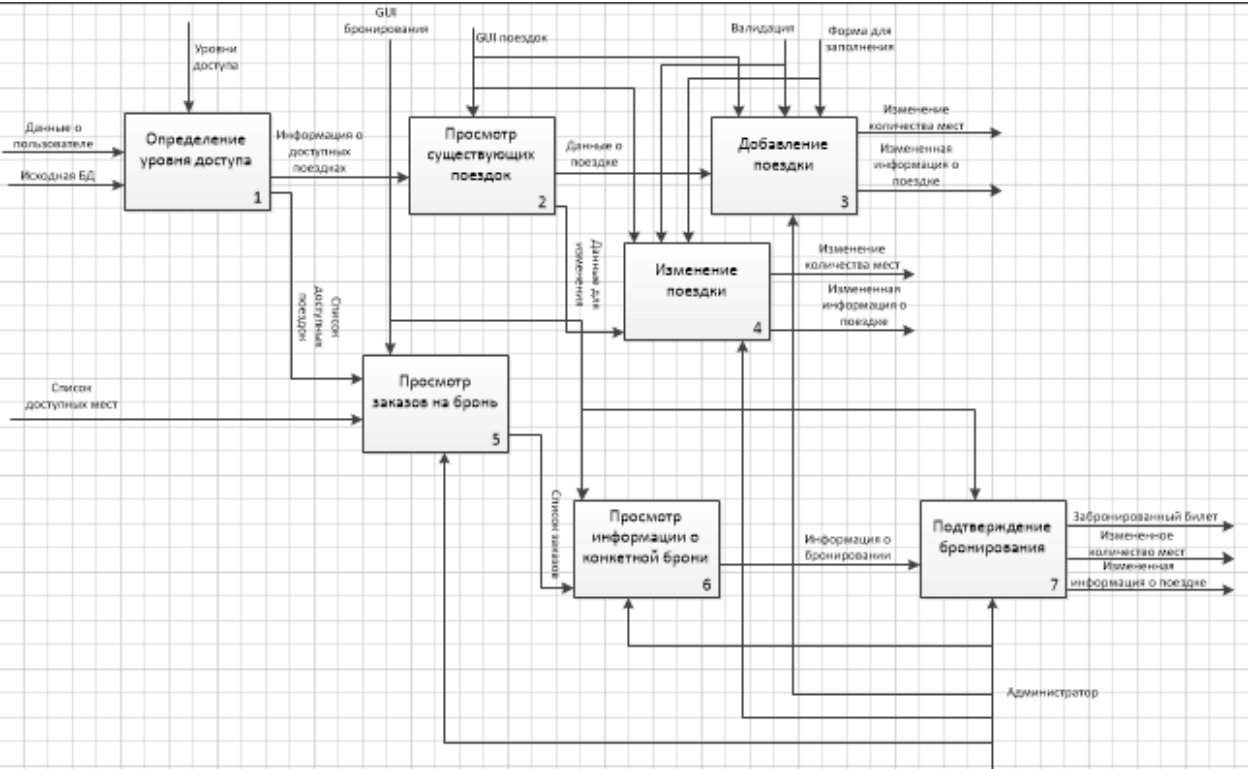 GUI
бронирования
GUI поездок
Валидация
Форма для
заполнения
Уровни
доступа
Данные о
пользователе
Исходная БД
Определение
уровня доступа
1
Информация о
доступных
поездках
Просмотр
существующих
поездок
2
Данные о
поездке
Добавление
поездки
3
Изменение
количества мест
Измененная
информация о
поездке
Данные для
изменения
Изменение
поездки
4
Изменение
количества мест
Измененная
информация о
поездке
Список
доступных
поездок
Список
доступных мест
Просмотр
заказов на бронь
5
Список заказов
Просмотр
информации о
конкетной брони
6
Информация о
бронировании
Подтверждение
бронирования
7
Забронированный билет
Измененное
количество мест
Измененная
информация о поездке
Администратор